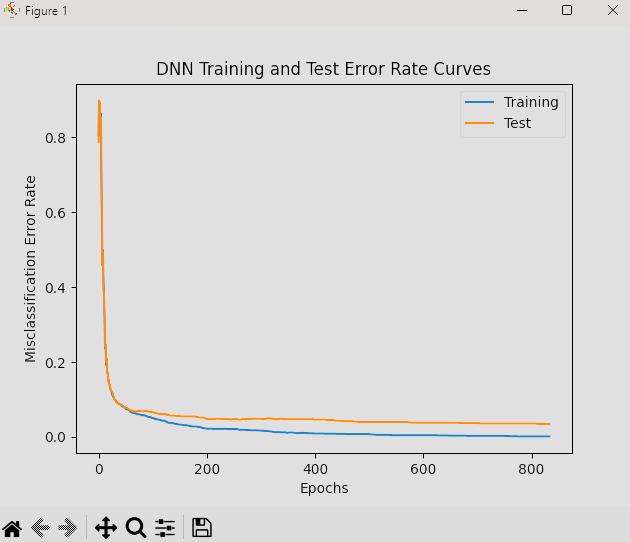 Figure 1
DNN Training and Test Error Rate Curves
Training
Test
Misclassification Error Rate
0.8
0.6
0.4
0.2
0.0
0 200 400 600 800
Epochs